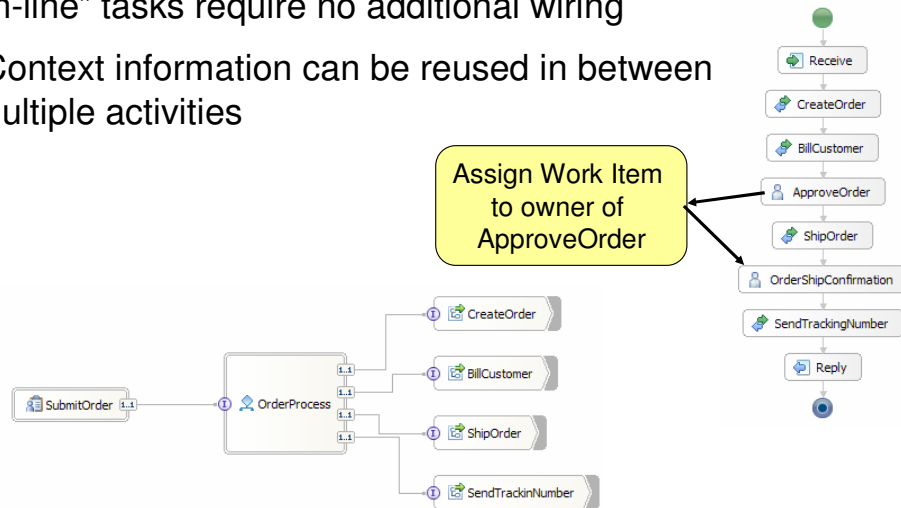 n-line" tasks require no additional wiring
Context information can be reused in between
ultiple activities
Receive
CreateOrder
BillCustomer
Assign Work Item
to owner of
ApproveOrder
ApproveOrder
ShipOrder
OrderShipConfirmation
SendTrackingNumber
Reply
SubmitOrder 1..1
I OrderProcess
1..1
1..1
1..1
1..1
I CreateOrder
I BillCustomer
I ShipOrder
I SendTrackinNumber